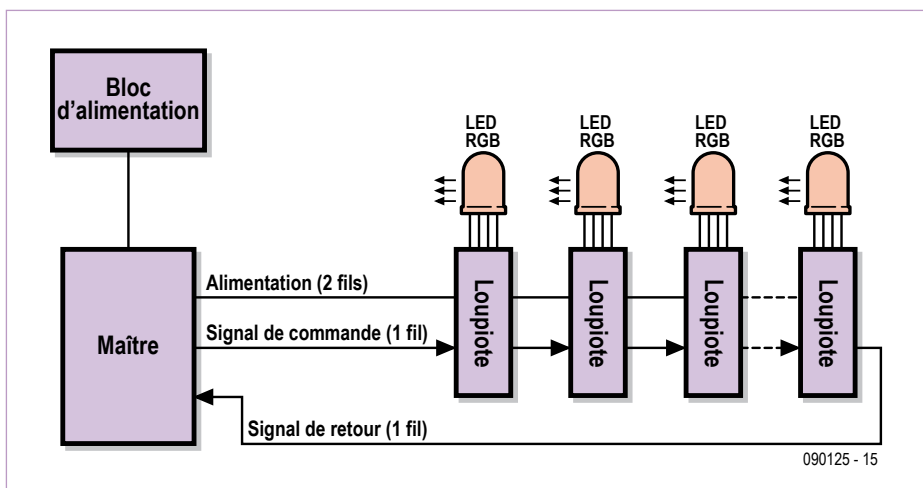 Bloc
d'alimentation
LED
RGB
LED
RGB
LED
RGB
LED
RGB
Maître
Alimentation (2 fils)
Signal de commande (1 fil)
Signal de retour (1 fil)
Loupiote
Loupiote
Loupiote
Loupiote
090125 - 15